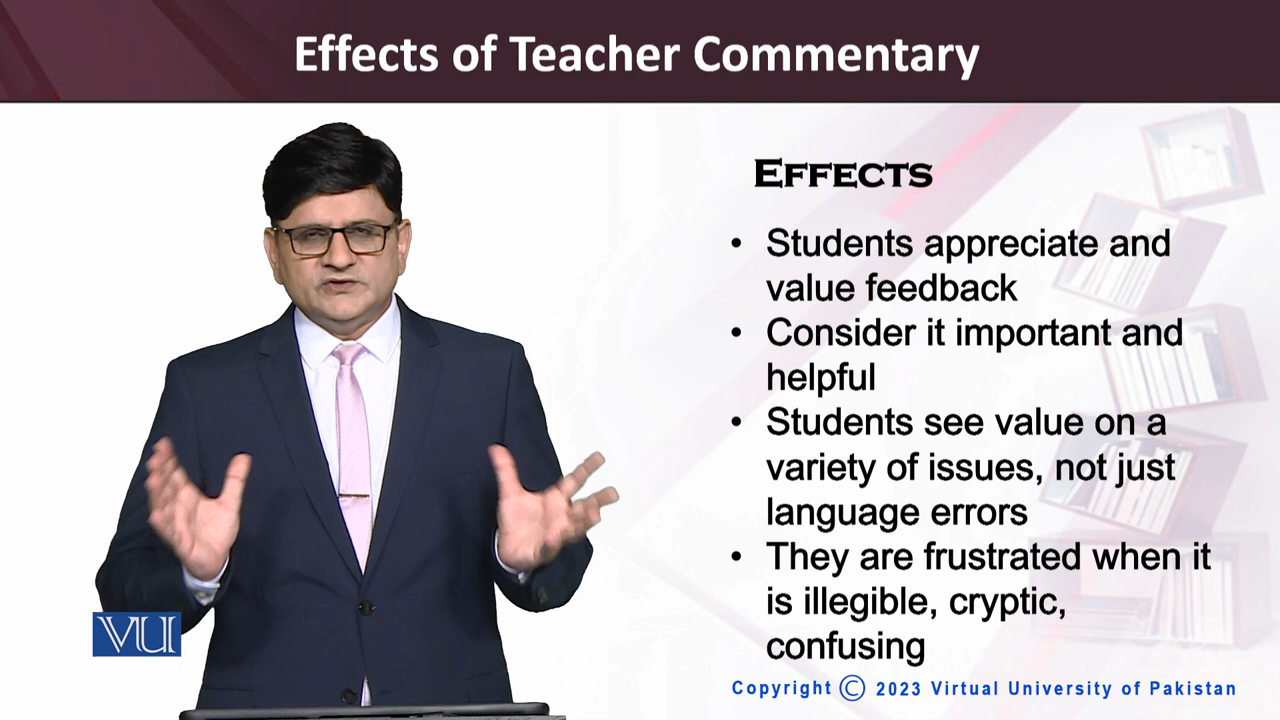 Effects of Teacher Commentary
EFFECTS
• Students appreciate and
value feedback
• Consider it important and
helpful
• Students see value on a
variety of issues, not just
language errors
• They are frustrated when it
is illegible, cryptic,
confusing
VU
Copyright © 2023 Virtual University of Pakistan